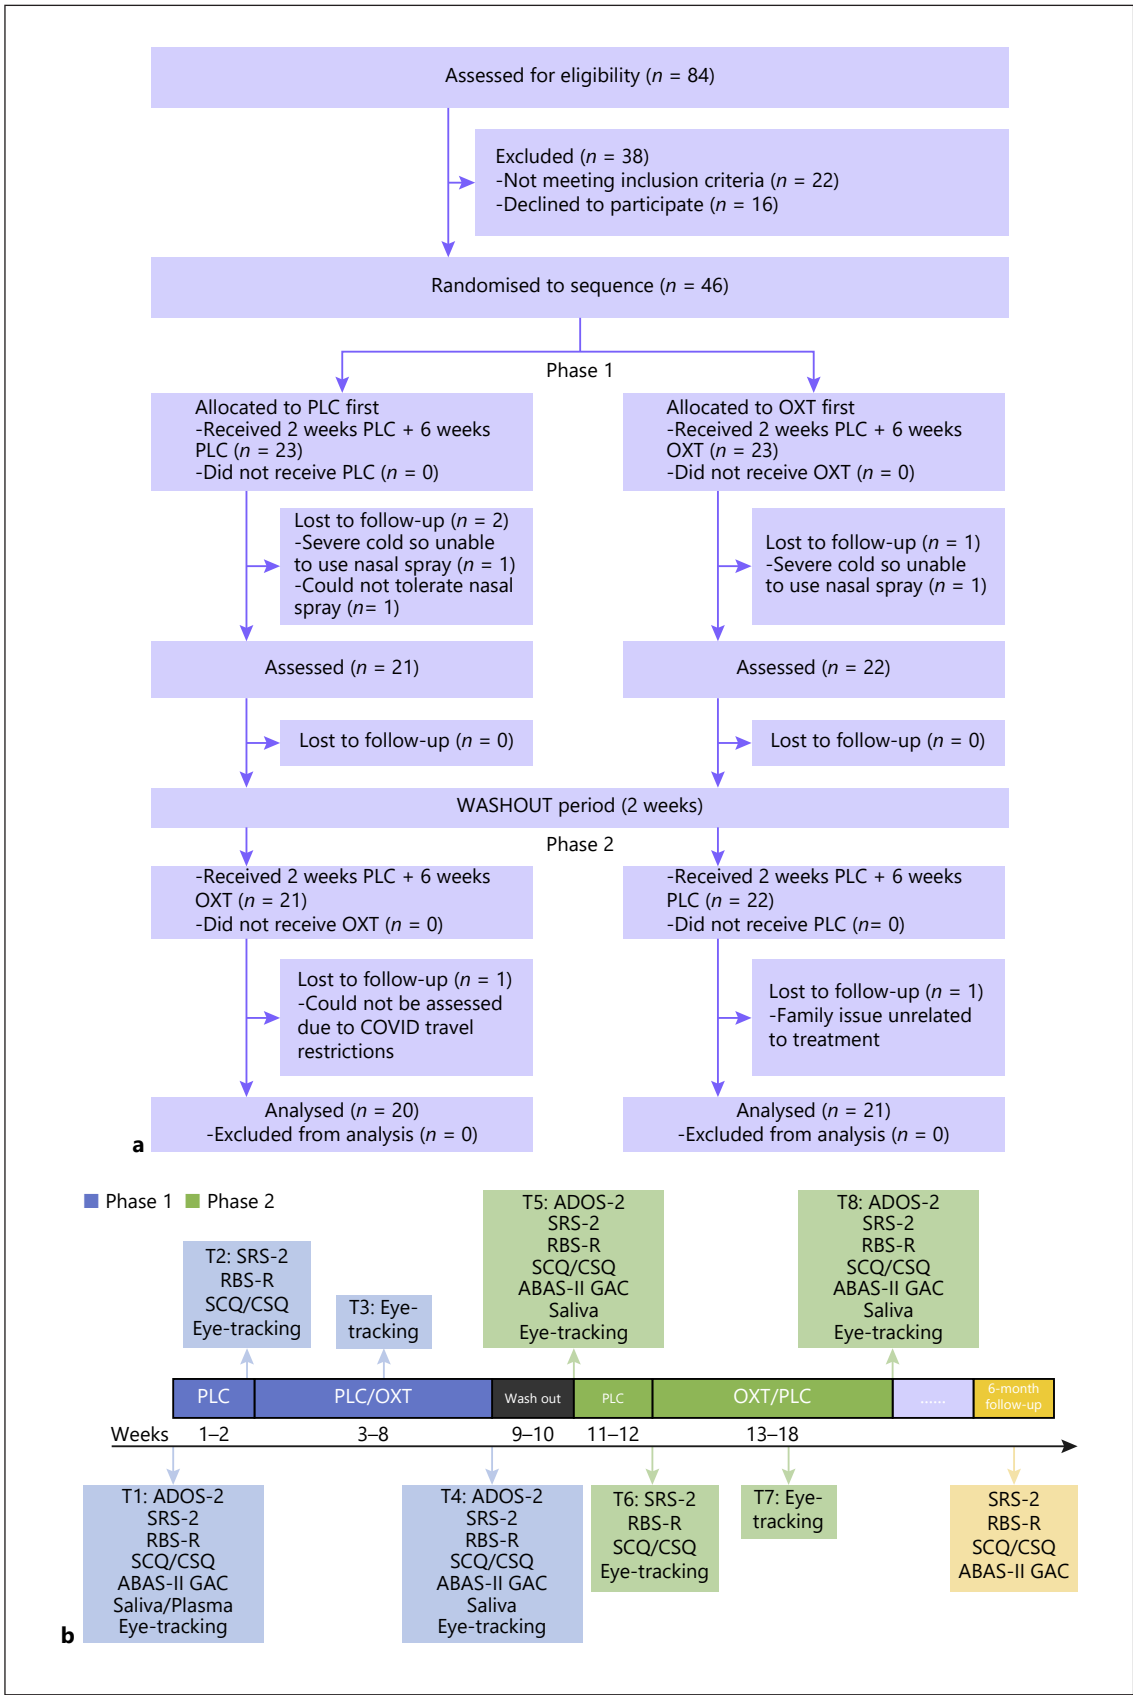 Assessed for eligibility (n = 84)
Excluded (n = 38)
-Not meeting inclusion criteria (n = 22)
-Declined to participate (n = 16)
Randomised to sequence (n = 46)
Phase 1
Allocated to PLC first
-Received 2 weeks PLC + 6 weeks
PLC (n = 23)
-Did not receive PLC (n = 0)
Allocated to OXT first
-Received 2 weeks PLC + 6 weeks
OXT (n = 23)
-Did not receive OXT (n = 0)
Lost to follow-up (n = 2)
-Severe cold so unable
to use nasal spray (n = 1)
-Could not tolerate nasal
spray (n= 1)
Lost to follow-up (n = 1)
-Severe cold so unable
to use nasal spray (n = 1)
Assessed (n = 21)
Assessed (n = 22)
Lost to follow-up (n = 0)
Lost to follow-up (n = 0)
WASHOUT period (2 weeks)
Phase 2
-Received 2 weeks PLC + 6 weeks
OXT (n = 21)
-Did not receive OXT (n = 0)
-Received 2 weeks PLC + 6 weeks
PLC (n = 22)
-Did not receive PLC (n= 0)
Lost to follow-up (n = 1)
-Could not be assessed
due to COVID travel
restrictions
Lost to follow-up (n = 1)
-Family issue unrelated
to treatment
Analysed (n = 20)
-Excluded from analysis (n = 0)
Analysed (n = 21)
-Excluded from analysis (n = 0)
a
Phase 1
Phase 2
T2: SRS-2
RBS-R
SCQ/CSQ
Eye-tracking
T3: Eye-
tracking
T5: ADOS-2
SRS-2
RBS-R
SCQ/CSQ
ABAS-II GAC
Saliva
Eye-tracking
T8: ADOS-2
SRS-2
RBS-R
SCQ/CSQ
ABAS-II GAC
Saliva
Eye-tracking
PLC
PLC/OXT
Wash out
PLC
OXT/PLC
......
6-month
follow-up
Weeks
1–2
3–8
9–10
11–12
13–18
T1: ADOS-2
SRS-2
RBS-R
SCQ/CSQ
ABAS-II GAC
Saliva/Plasma
Eye-tracking
T4: ADOS-2
SRS-2
RBS-R
SCQ/CSQ
ABAS-II GAC
Saliva
Eye-tracking
T6: SRS-2
RBS-R
SCQ/CSQ
Eye-tracking
T7: Eye-
tracking
SRS-2
RBS-R
SCQ/CSQ
ABAS-II GAC
b